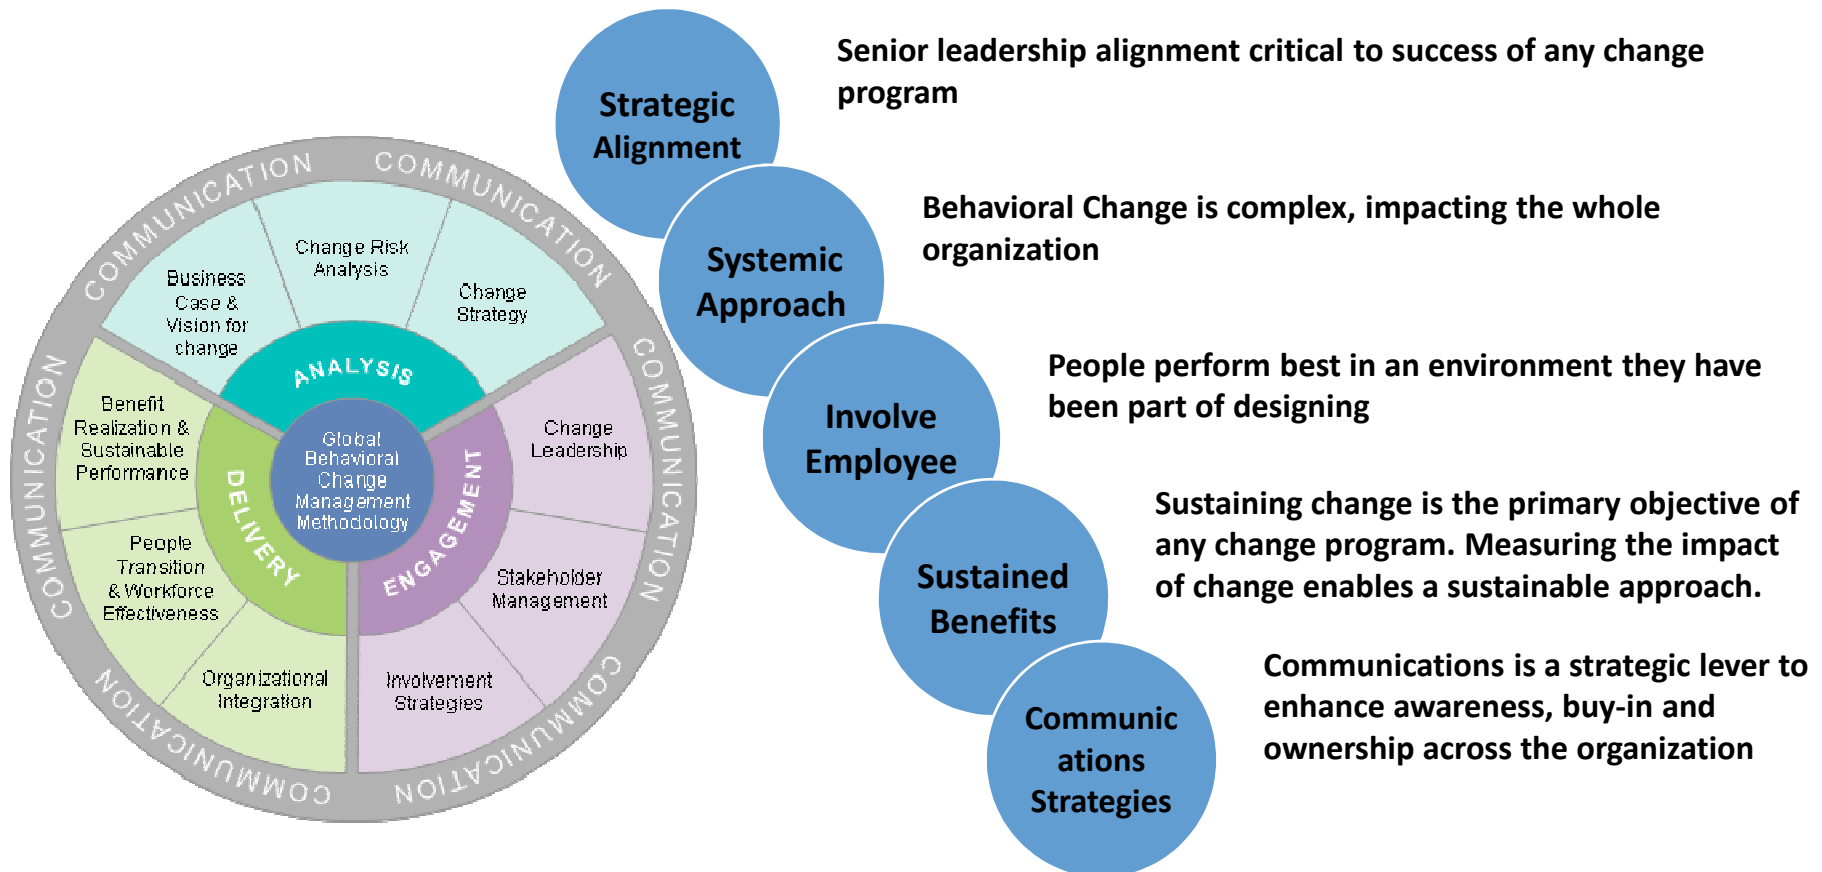 COMMUNICATION
COMMUNICATION
COMMUNICATION
COMMUNICATION
COMMUNICATION
COMMUNICATION
COMMUNICATION
Business
Case &
Vision for
change
Change Risk
Analysis
Change
Strategy
ANALYSIS
Benefit
Realization &
Sustainable
Performance
People
Transition
& Workforce
Effectiveness
Organizational
Integration
DELIVERY
Global
Behavioral
Change
Management
Methodology
ENGAGEMENT
Change
Leadership
Stakeholder
Management
Involvement
Strategies
Strategic
Alignment
Senior leadership alignment critical to success of any change
program
Systemic
Approach
Behavioral Change is complex, impacting the whole
organization
Involve
Employee
People perform best in an environment they have
been part of designing
Sustained
Benefits
Sustaining change is the primary objective of
any change program. Measuring the impact
of change enables a sustainable approach.
Communic
ations
Strategies
Communications is a strategic lever to
enhance awareness, buy-in and
ownership across the organization